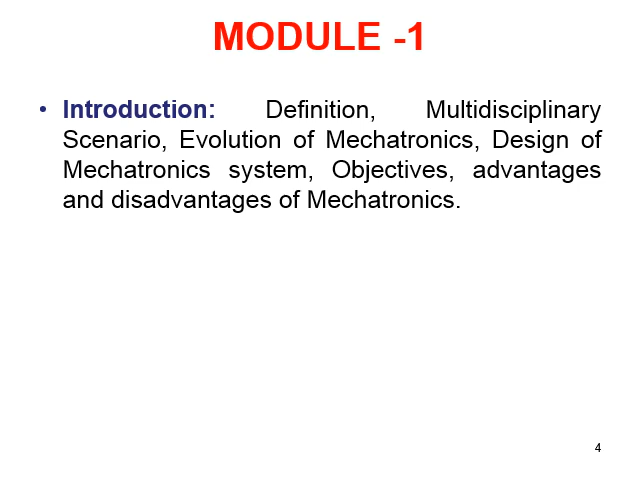 MODULE -1
• Introduction: Definition, Multidisciplinary
Scenario, Evolution of Mechatronics, Design of
Mechatronics system, Objectives, advantages
and disadvantages of Mechatronics.
4